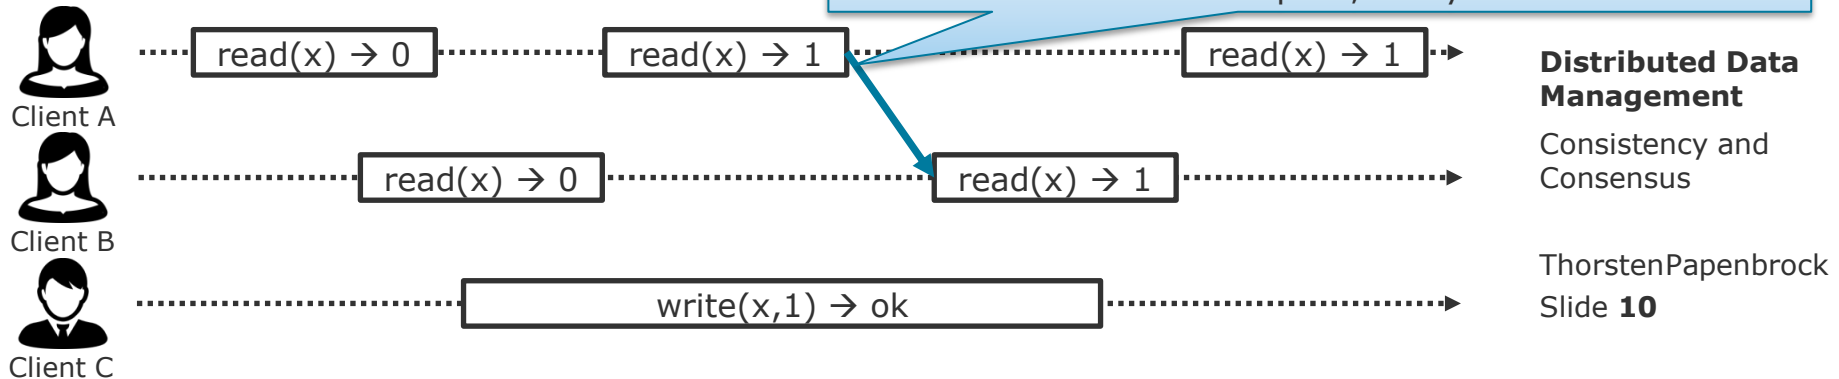 read(x) → 0
read(x) → 1
read(x) → 1
Client A
read(x) → 0
read(x) → 1
Client B
write(x,1) → ok
Client C
Distributed Data
Management
Consistency and
Consensus
ThorstenPapenbrock
Slide 10